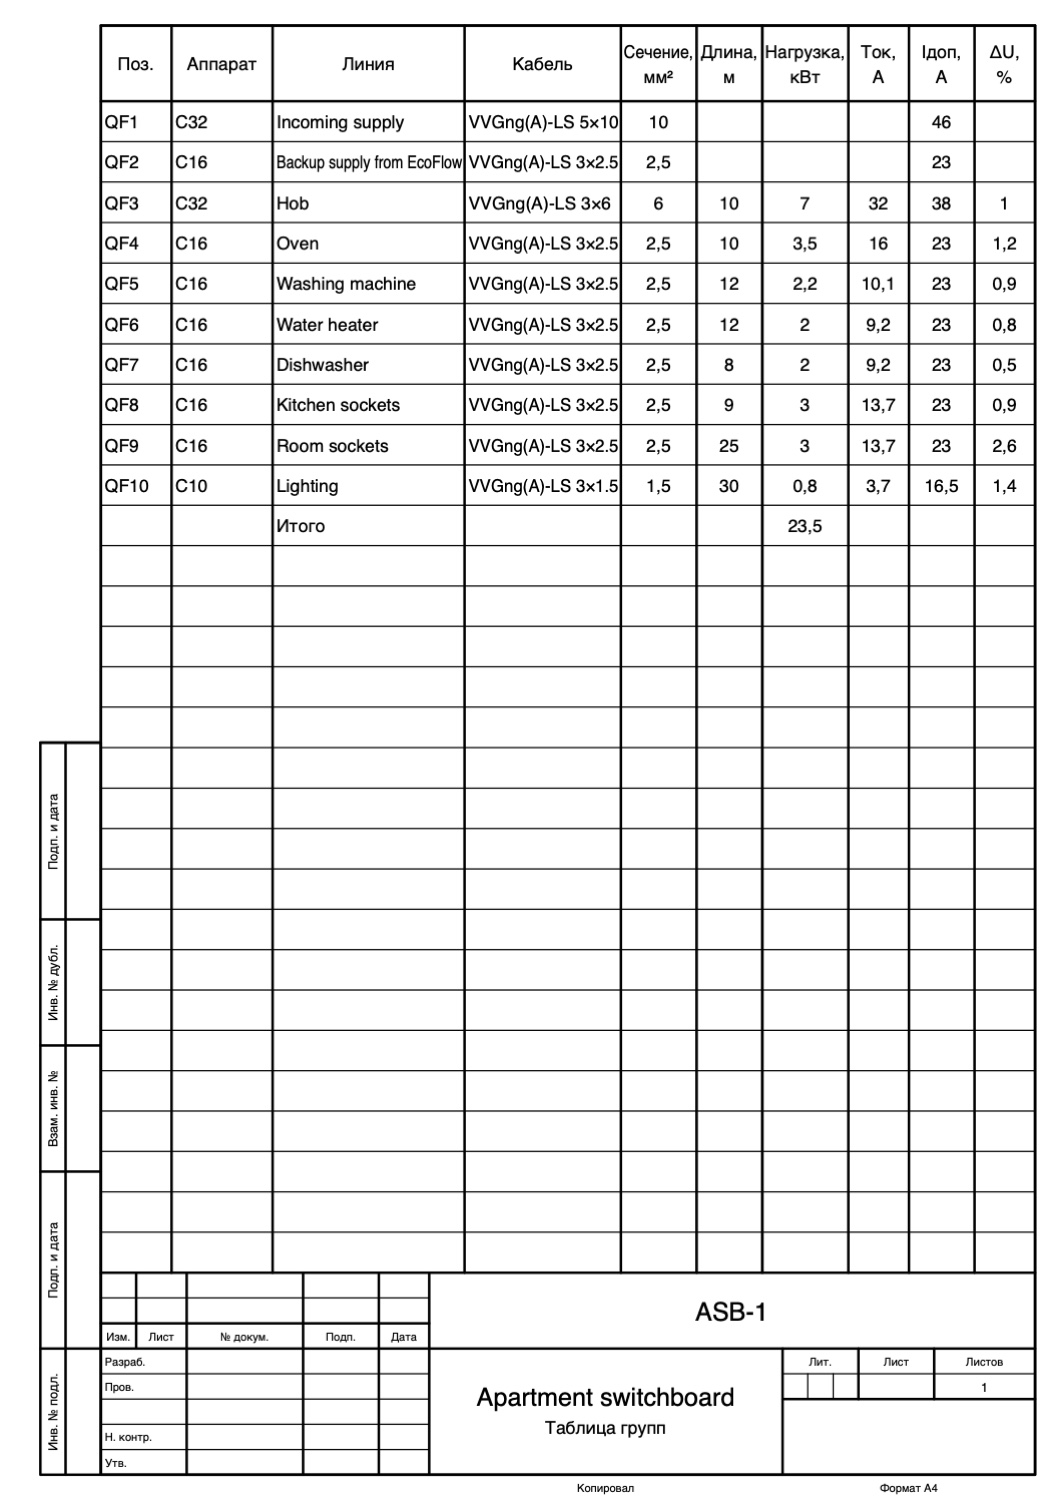 Поз. Аппарат Линия Кабель Сечение, мм² Длина, м Нагрузка, кВт Ток, А Iдоп, А ΔU, %
QF1 C32 Incoming supply VVGng(A)-LS 5×10 10 46
QF2 C16 Backup supply from EcoFlow VVGng(A)-LS 3×2.5 2,5 23
QF3 C32 Hob VVGng(A)-LS 3×6 6 10 7 32 38 1
QF4 C16 Oven VVGng(A)-LS 3×2.5 2,5 10 3,5 16 23 1,2
QF5 C16 Washing machine VVGng(A)-LS 3×2.5 2,5 12 2,2 10,1 23 0,9
QF6 C16 Water heater VVGng(A)-LS 3×2.5 2,5 12 2 9,2 23 0,8
QF7 C16 Dishwasher VVGng(A)-LS 3×2.5 2,5 8 2 9,2 23 0,5
QF8 C16 Kitchen sockets VVGng(A)-LS 3×2.5 2,5 9 3 13,7 23 0,9
QF9 C16 Room sockets VVGng(A)-LS 3×2.5 2,5 25 3 13,7 23 2,6
QF10 C10 Lighting VVGng(A)-LS 3×1.5 1,5 30 0,8 3,7 16,5 1,4
Итого 23,5
Подп. и дата
Инв. № дубл.
Взам. инв. №
Подп. и дата
Инв. № подл.
ASB-1
Изм. Лист № докум. Подп. Дата
Разраб.
Пров.
Н. контр.
Утв.
Apartment switchboard
Таблица групп
Лит. Лист Листов
1
Копировал Формат А4